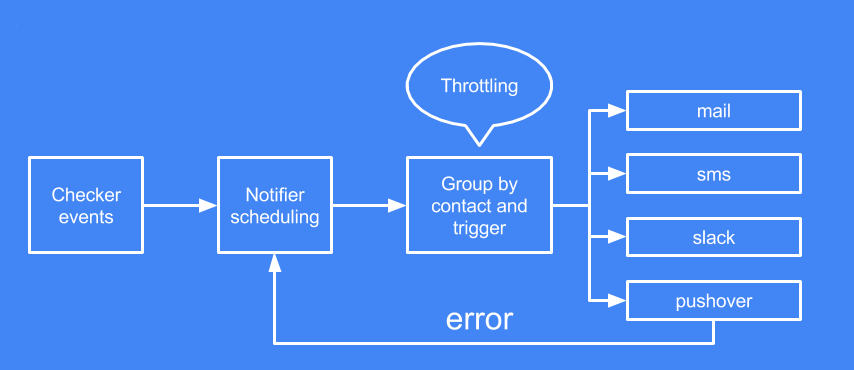 Throttling
mail
Checker
events
Notifier
scheduling
Group by
contact and
trigger
sms
slack
pushover
error